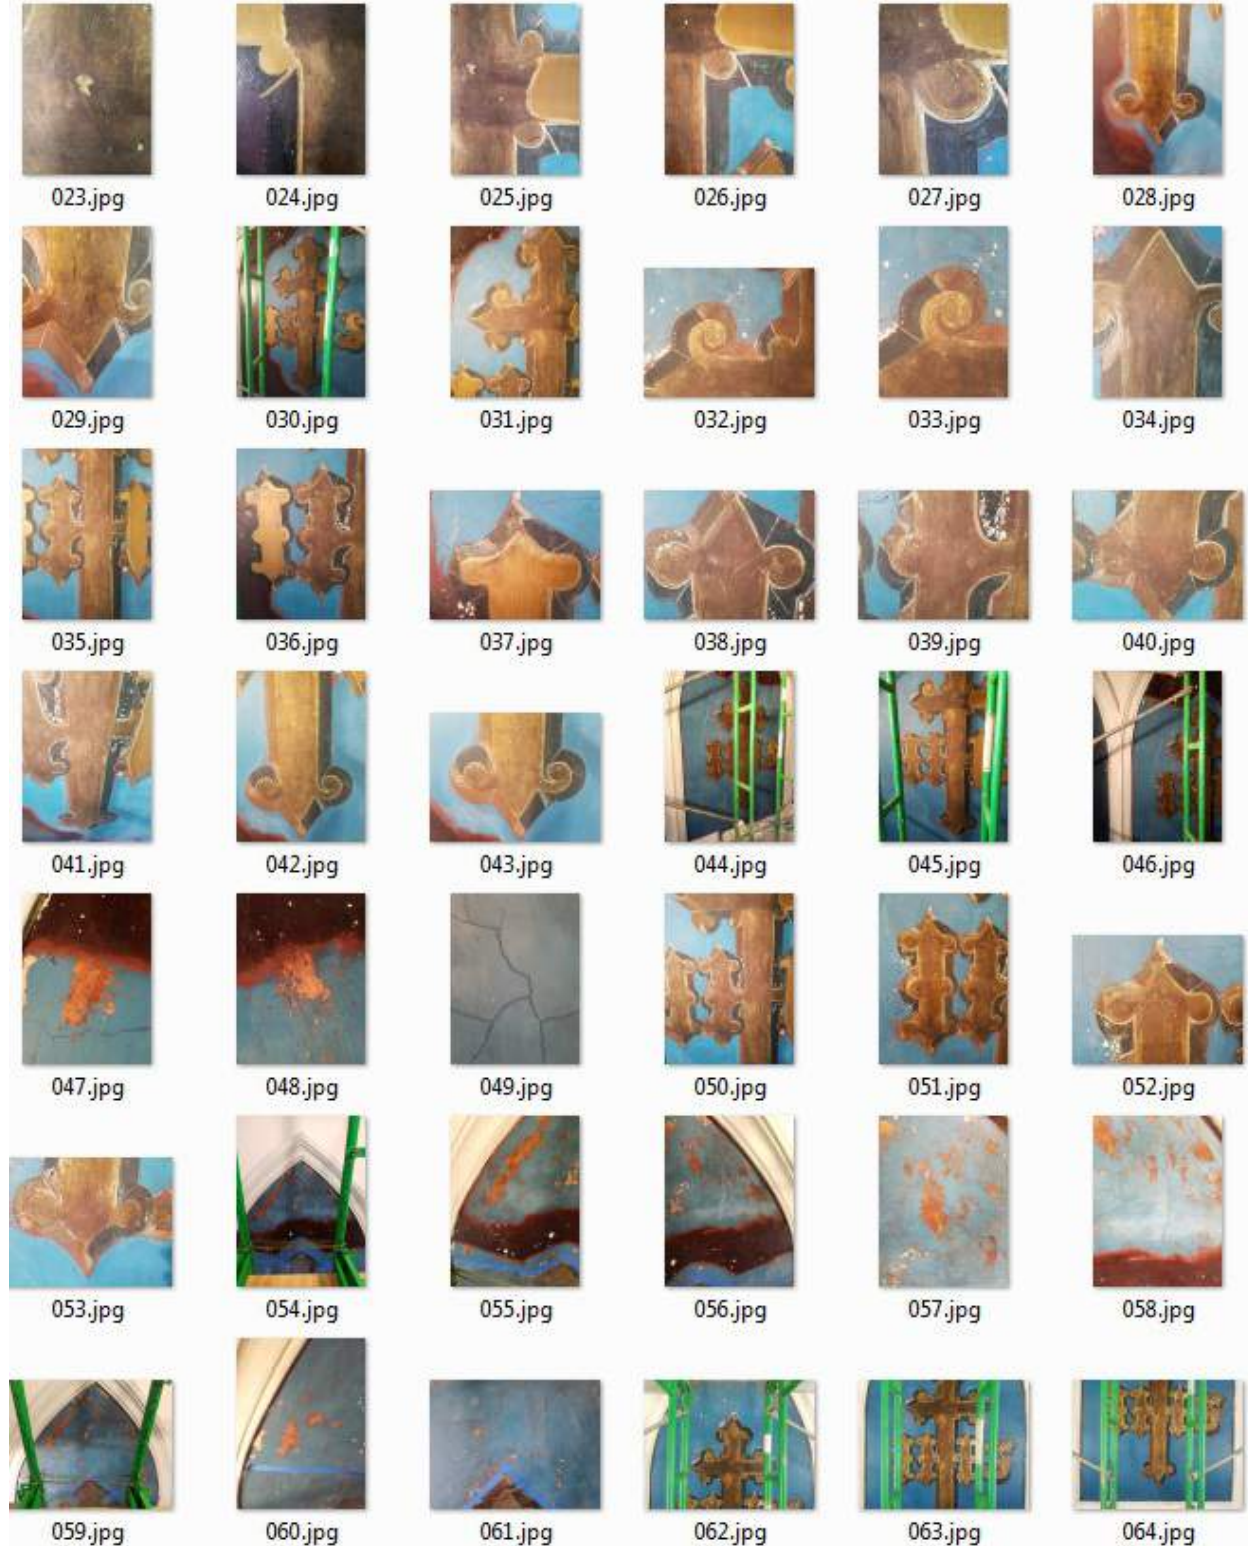 023.jpg 024.jpg 025.jpg 026.jpg 027.jpg 028.jpg
029.jpg 030.jpg 031.jpg 032.jpg 033.jpg 034.jpg
035.jpg 036.jpg 037.jpg 038.jpg 039.jpg 040.jpg
041.jpg 042.jpg 043.jpg 044.jpg 045.jpg 046.jpg
047.jpg 048.jpg 049.jpg 050.jpg 051.jpg 052.jpg
053.jpg 054.jpg 055.jpg 056.jpg 057.jpg 058.jpg
059.jpg 060.jpg 061.jpg 062.jpg 063.jpg 064.jpg